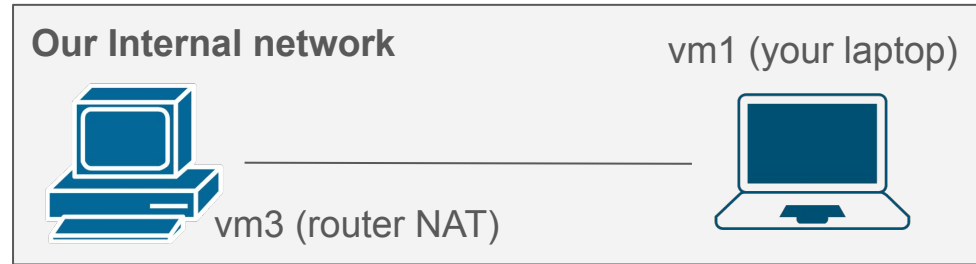 Our Internal network
vm1 (your laptop)
vm3 (router NAT)